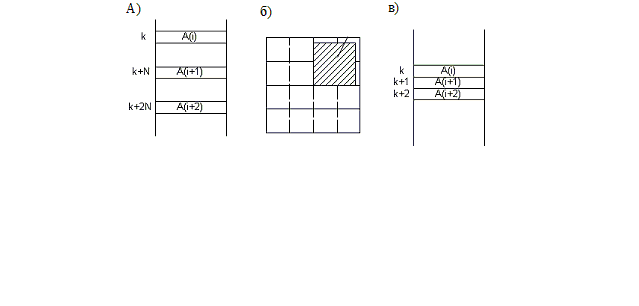 А)
k
A(i)
k+N
A(i+1)
k+2N
A(i+2)
б)
в)
k
A(i)
k+1
A(i+1)
k+2
A(i+2)